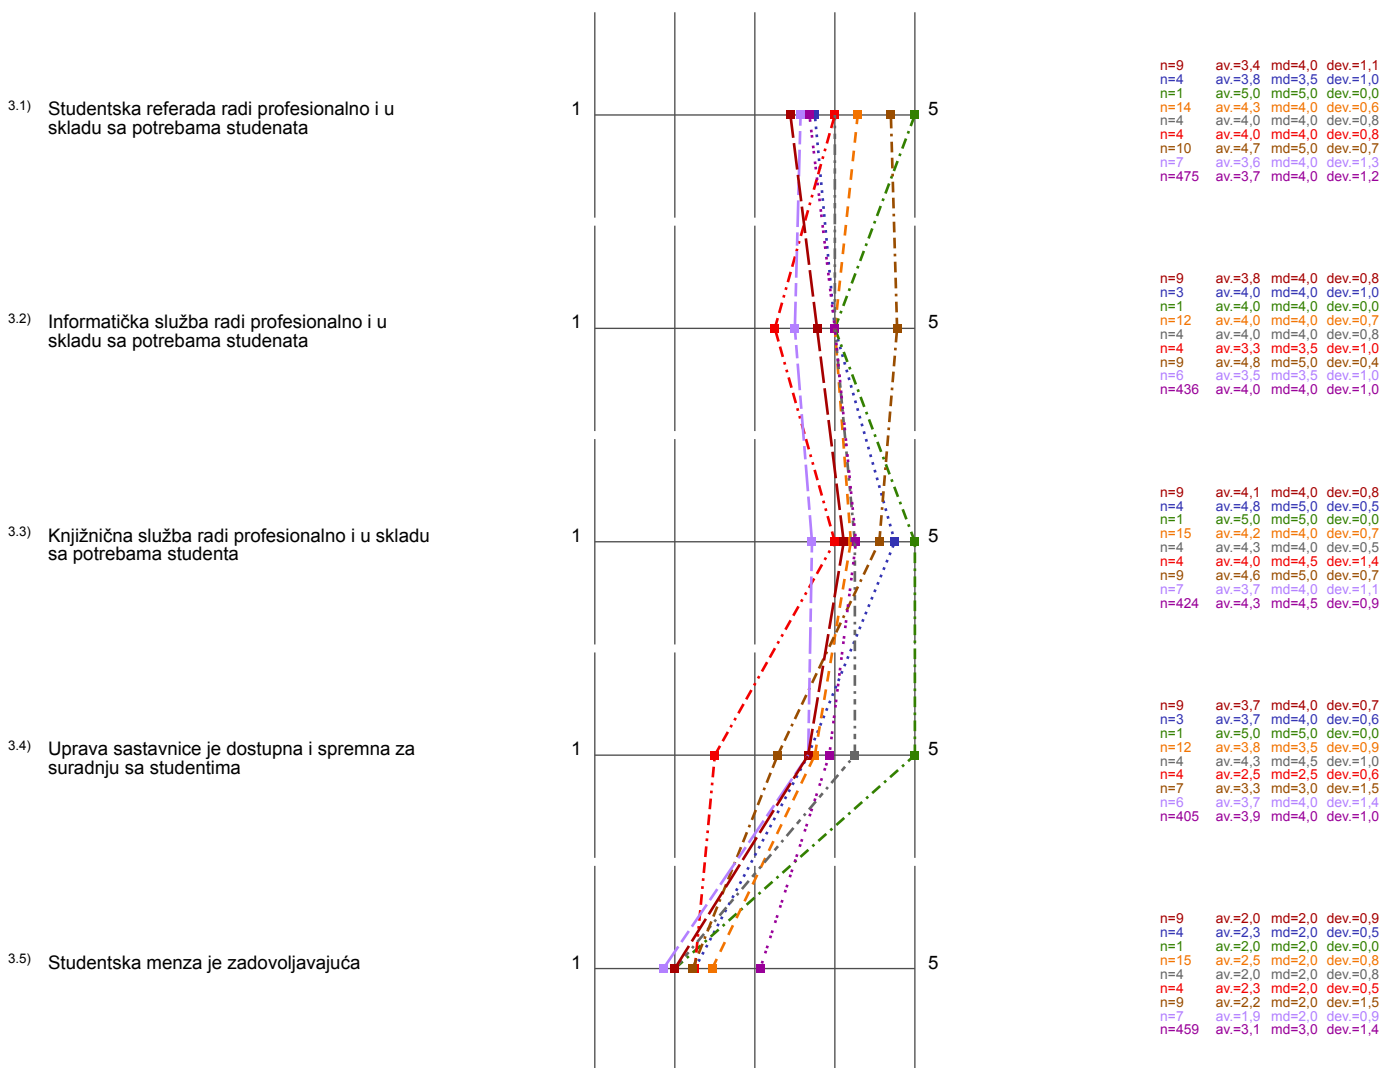 3.1) Studentska referada radi profesionalno i u
skladu sa potrebama studenata
1 5
n=9 av.=3,4 md=4,0 dev.=1,1
n=4 av.=3,8 md=3,5 dev.=1,0
n=1 av.=5,0 md=5,0 dev.=0,0
n=14 av.=4,3 md=4,0 dev.=0,6
n=4 av.=4,0 md=4,0 dev.=0,8
n=4 av.=4,0 md=4,0 dev.=0,8
n=10 av.=4,7 md=5,0 dev.=0,7
n=7 av.=3,6 md=4,0 dev.=1,3
n=475 av.=3,7 md=4,0 dev.=1,2
3.2) Informatička služba radi profesionalno i u
skladu sa potrebama studenata
1 5
n=9 av.=3,8 md=4,0 dev.=0,8
n=3 av.=4,0 md=4,0 dev.=1,0
n=1 av.=4,0 md=4,0 dev.=0,0
n=12 av.=4,0 md=4,0 dev.=0,7
n=4 av.=4,0 md=4,0 dev.=0,8
n=4 av.=3,3 md=3,5 dev.=1,0
n=9 av.=4,8 md=5,0 dev.=0,4
n=6 av.=3,5 md=3,5 dev.=1,0
n=436 av.=4,0 md=4,0 dev.=1,0
3.3) Knjižnična služba radi profesionalno i u skladu
sa potrebama studenta
1 5
n=9 av.=4,1 md=4,0 dev.=0,8
n=4 av.=4,8 md=5,0 dev.=0,5
n=1 av.=5,0 md=5,0 dev.=0,0
n=15 av.=4,2 md=4,0 dev.=0,7
n=4 av.=4,3 md=4,0 dev.=0,5
n=4 av.=4,0 md=4,5 dev.=1,4
n=9 av.=4,6 md=5,0 dev.=0,7
n=7 av.=3,7 md=4,0 dev.=1,1
n=424 av.=4,3 md=4,5 dev.=0,9
3.4) Uprava sastavnice je dostupna i spremna za
suradnju sa studentima
1 5
n=9 av.=3,7 md=4,0 dev.=0,7
n=3 av.=3,7 md=4,0 dev.=0,6
n=1 av.=5,0 md=5,0 dev.=0,0
n=12 av.=3,8 md=3,5 dev.=0,9
n=4 av.=4,3 md=4,5 dev.=1,0
n=4 av.=2,5 md=2,5 dev.=0,6
n=7 av.=3,3 md=3,0 dev.=1,5
n=6 av.=3,7 md=4,0 dev.=1,4
n=405 av.=3,9 md=4,0 dev.=1,0
3.5) Studentska menza je zadovoljavajuća
1 5
n=9 av.=2,0 md=2,0 dev.=0,9
n=4 av.=2,3 md=2,0 dev.=0,5
n=1 av.=2,0 md=2,0 dev.=0,0
n=15 av.=2,5 md=2,0 dev.=0,8
n=4 av.=2,0 md=2,0 dev.=0,8
n=4 av.=2,3 md=2,0 dev.=0,5
n=9 av.=2,2 md=2,0 dev.=1,5
n=7 av.=1,9 md=2,0 dev.=0,9
n=459 av.=3,1 md=3,0 dev.=1,4